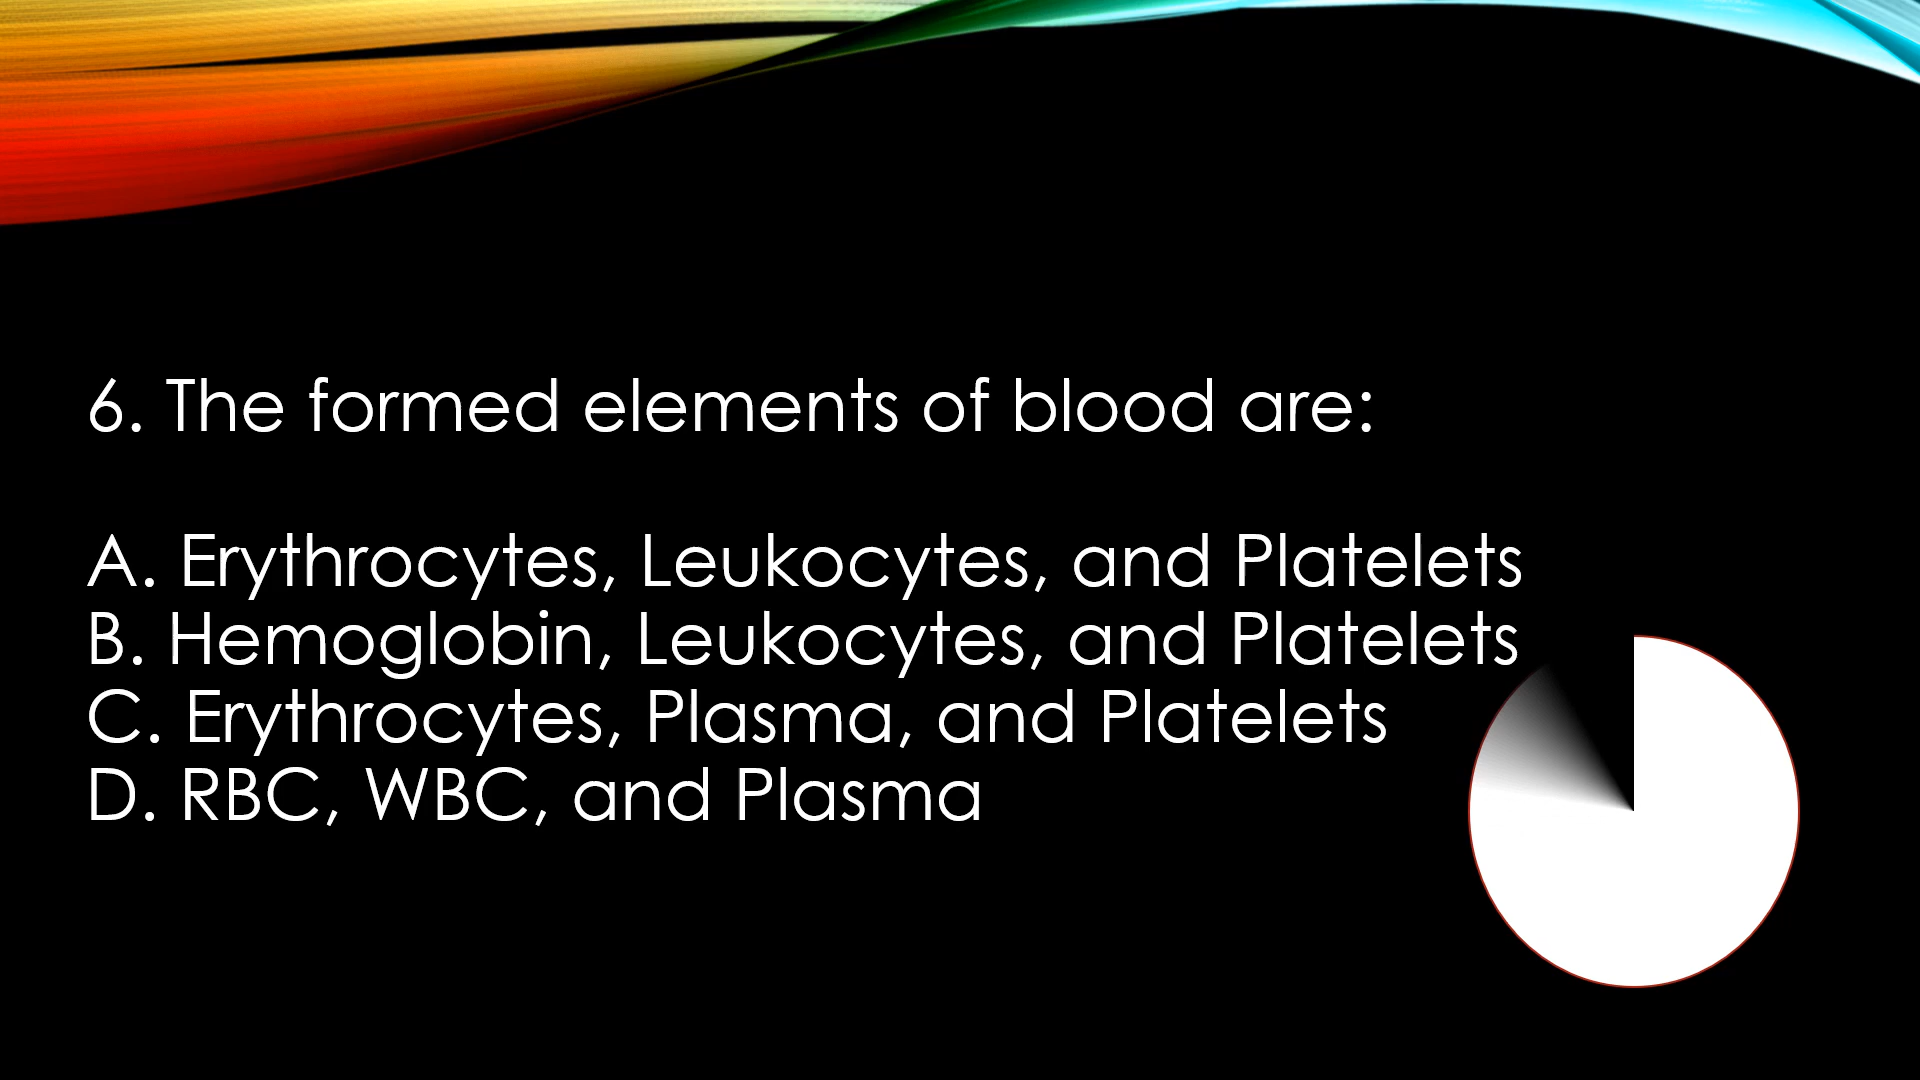 6. The formed elements of blood are:
A. Erythrocytes, Leukocytes, and Platelets
B. Hemoglobin, Leukocytes, and Platelets
C. Erythrocytes, Plasma, and Platelets
D. RBC, WBC, and Plasma